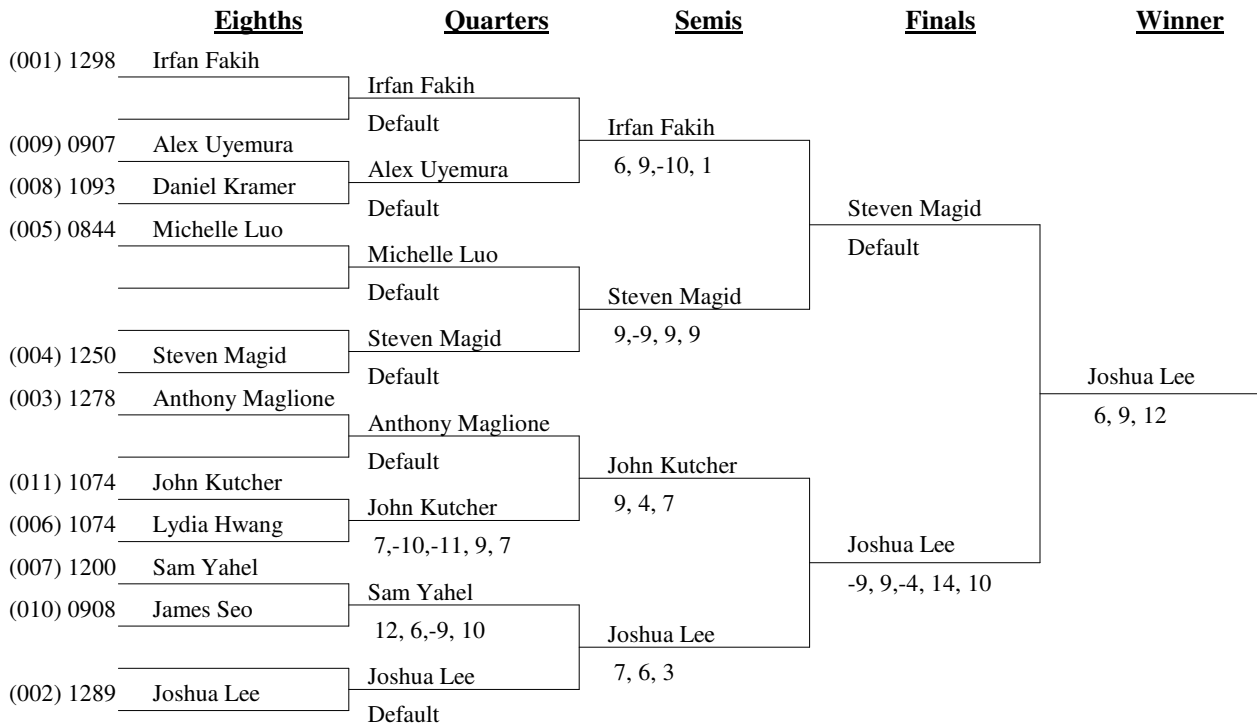 Eighths Quarters Semis Finals Winner
(001) 1298 Irfan Fakih
Irfan Fakih
Default
Irfan Fakih
6, 9,-10, 1
(009) 0907 Alex Uyemura
Alex Uyemura
(008) 1093 Daniel Kramer
Default
Steven Magid
Default
(005) 0844 Michelle Luo
Michelle Luo
Default
Steven Magid
9,-9, 9, 9
Steven Magid
(004) 1250 Steven Magid
Default
Joshua Lee
6, 9, 12
(003) 1278 Anthony Maglione
Anthony Maglione
Default
John Kutcher
9, 4, 7
(011) 1074 John Kutcher
John Kutcher
(006) 1074 Lydia Hwang
7,-10,-11, 9, 7
Joshua Lee
-9, 9,-4, 14, 10
(007) 1200 Sam Yahel
Sam Yahel
(010) 0908 James Seo
12, 6,-9, 10
Joshua Lee
7, 6, 3
Joshua Lee
(002) 1289 Joshua Lee
Default